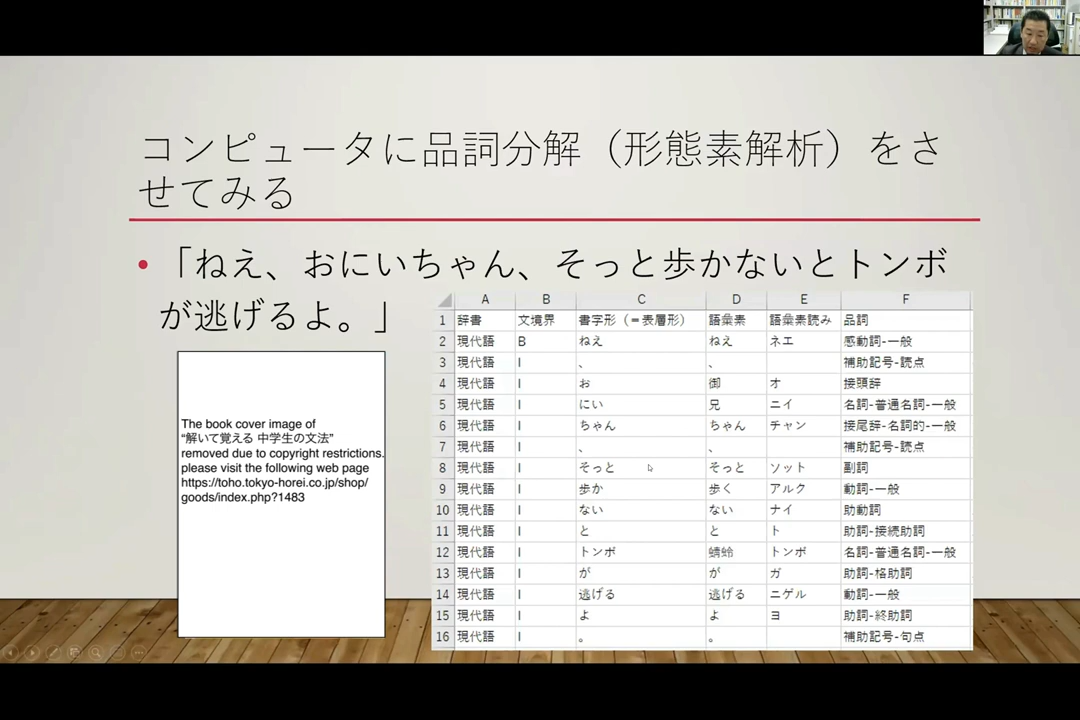 コンピュータに品詞分解（形態素解析）をさ
せてみる
• 「ねえ、おにいちゃん、そっと歩かないとトンボ
が逃げるよ。」
The book cover image of
“解いて覚える 中学生の文法”
removed due to copyright restrictions.
please visit the following web page
https://toho.tokyo-horei.co.jp/shop/
goods/index.php?1483
A B C D E F
1 辞書 文境界 書字形（＝表層形） 語彙素 語彙素読み 品詞
2 現代語 B ねえ ねえ ネエ 感動詞-一般
3 現代語 I 、 、 補助記号-読点
4 現代語 I お 御 オ 接頭辞
5 現代語 I にい 兄 ニイ 名詞-普通名詞-一般
6 現代語 I ちゃん ちゃん チャン 接尾辞-名詞的-一般
7 現代語 I 、 、 補助記号-読点
8 現代語 I そっと そっと ソット 副詞
9 現代語 I 歩か 歩く アルク 動詞-一般
10 現代語 I ない ない ナイ 助動詞
11 現代語 I と と ト 助詞-接続助詞
12 現代語 I トンボ 蜻蛉 トンボ 名詞-普通名詞-一般
13 現代語 I が が ガ 助詞-格助詞
14 現代語 I 逃げる 逃げる ニゲル 動詞-一般
15 現代語 I よ よ ヨ 助詞-終助詞
16 現代語 I 。 。 補助記号-句点